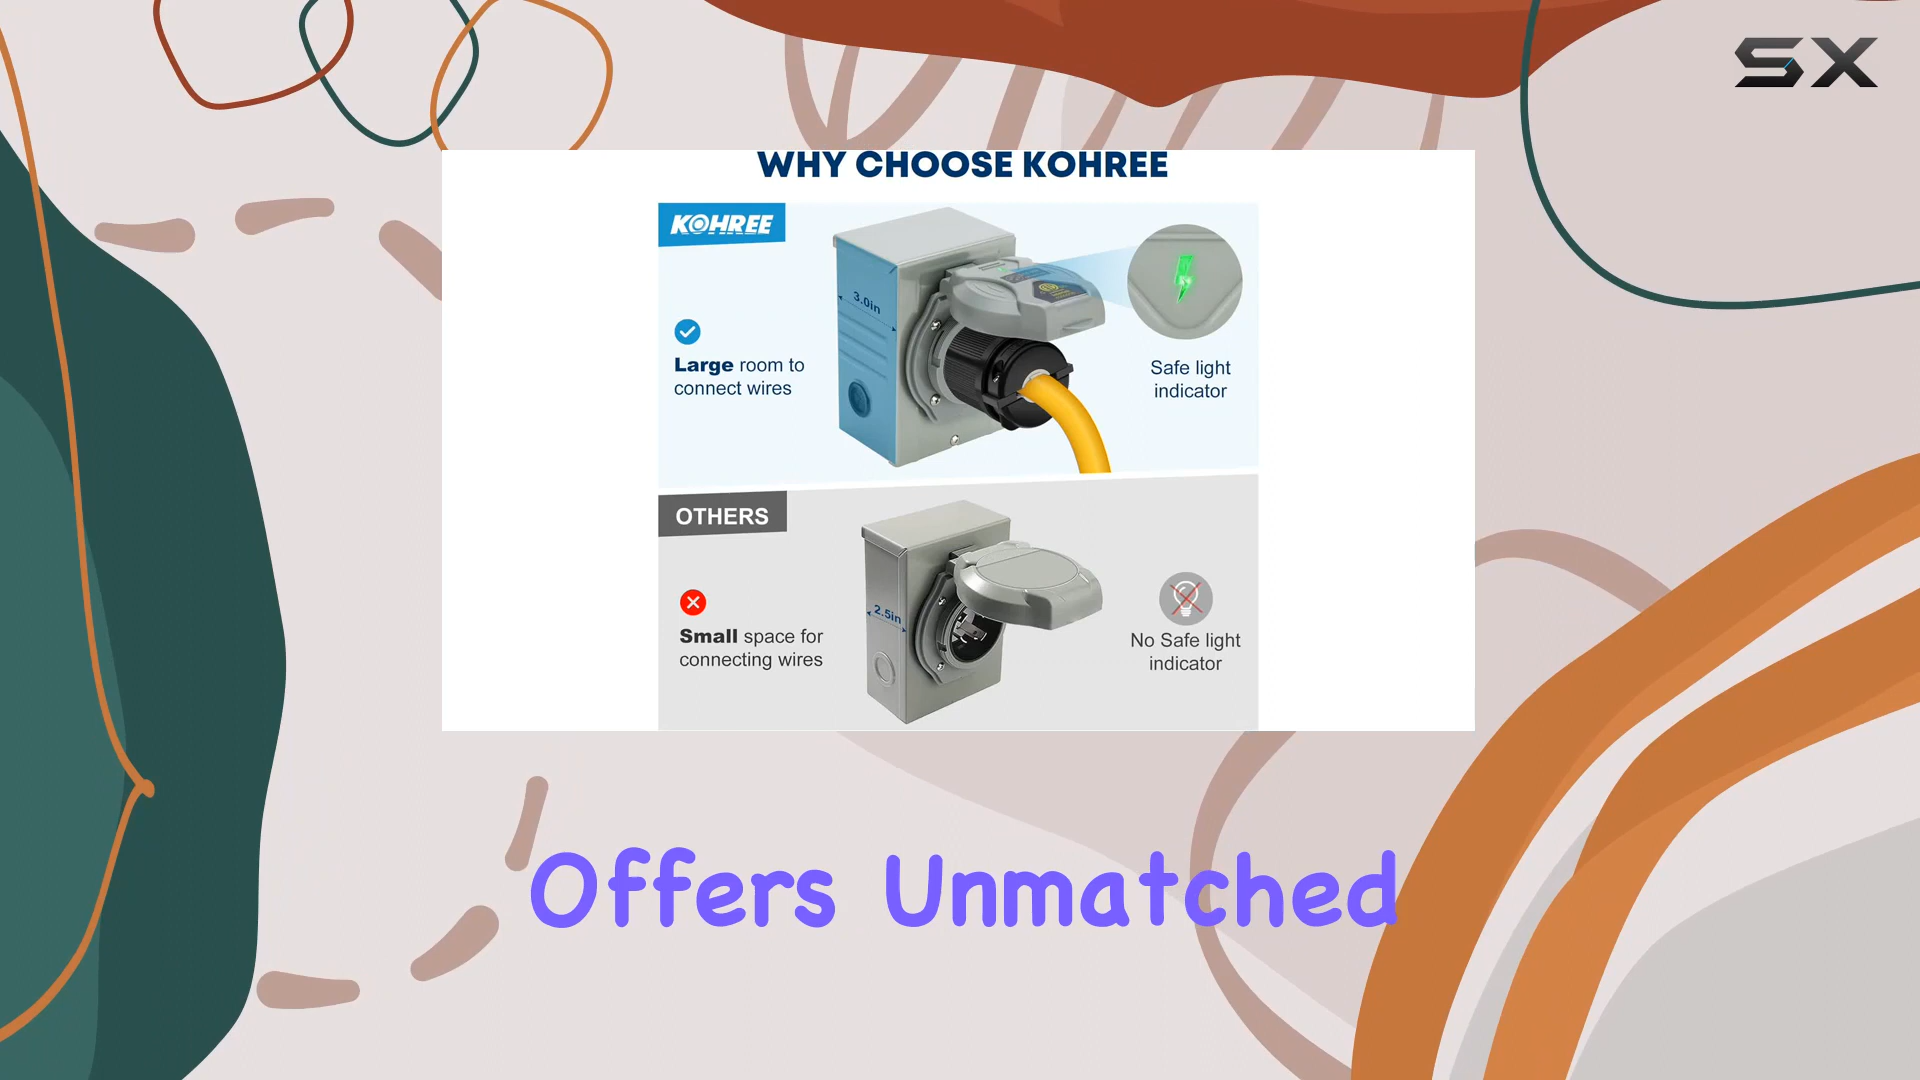 SX
WHY CHOOSE KOHREE
KOHREE
3.0in
Large room to
connect wires
Safe light
indicator
OTHERS
2.5in
Small space for
connecting wires
No Safe light
indicator
Offers Unmatched